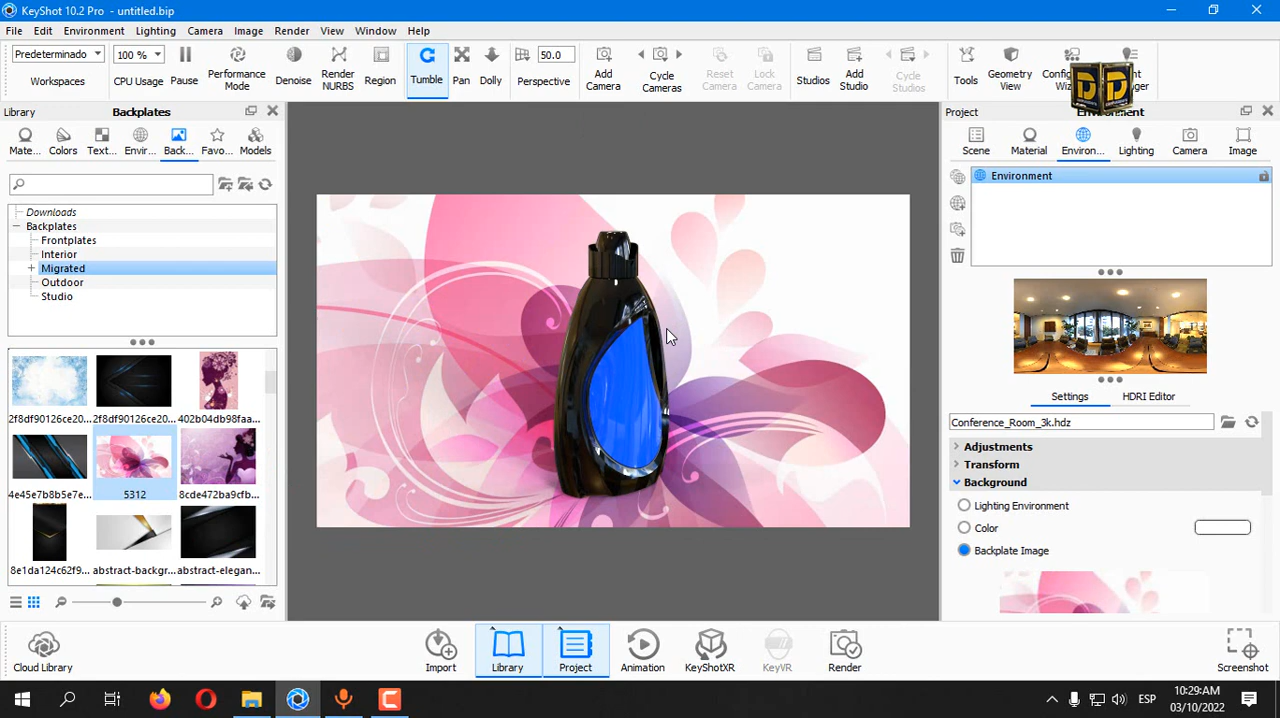 KeyShot 10.2 Pro - untitled.bip
File Edit Environment Lighting Camera Image Render View Window Help
Predeterminado
Workspaces
100 %
CPU Usage
Pause
Performance
Mode
Denoise
Render
NURBS
Region
Tumble
Pan
Dolly
50.0
Perspective
Add
Camera
Cycle
Cameras
Reset
Camera
Lock
Camera
Studios
Add
Studio
Cycle
Studios
Tools
Geometry
View
Library
Backplates
Mate... Colors Text... Envir... Back... Favo... Models
Downloads
Backplates
Frontplates
Interior
Migrated
Outdoor
Studio
2f8df90126ce20... 2f8df90126ce20... 402b04db98faa...
4e45e7b8b5e7e... 5312 8cde472ba9cfb...
8e1da124c62f9... abstract-backgr... abstract-elegan...
Project
Environment
Scene Material Environ... Lighting Camera Image
Environment
Settings HDRI Editor
Conference_Room_3k.hdz
Adjustments
Transform
Background
Lighting Environment
Color
Backplate Image
Cloud Library
Import
Library
Project
Animation
KeyShotXR
KeyVR
Render
Screenshot
ESP
10:29AM
03/10/2022